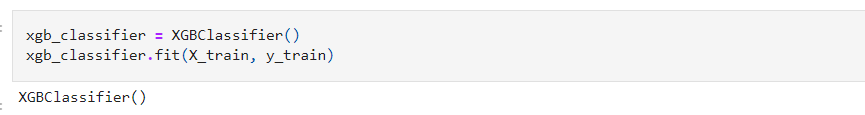 xgb_classifier = XGBClassifier()
xgb_classifier.fit(X_train, y_train)
XGBClassifier()